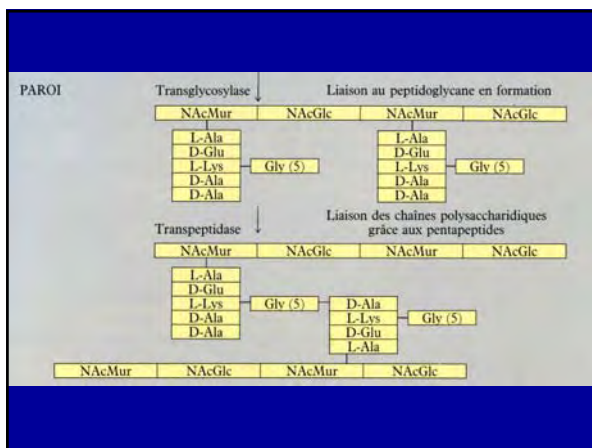 PAROI Transglycosylase Liaison au peptidoglycane en formation
NAcMur NAcGlc NAcMur NAcGlc
L-Ala L-Ala
D-Glu D-Glu
L-Lys Gly (5) L-Lys Gly (5)
D-Ala D-Ala
D-Ala D-Ala
Transpeptidase Liaison des chaînes polysaccharidiques
grâce aux pentapeptides
NAcMur NAcGlc NAcMur NAcGlc
L-Ala
D-Glu
L-Lys Gly (5) D-Ala
D-Ala L-Lys Gly (5)
D-Ala D-Glu
L-Ala
NAcMur NAcGlc NAcMur NAcGlc